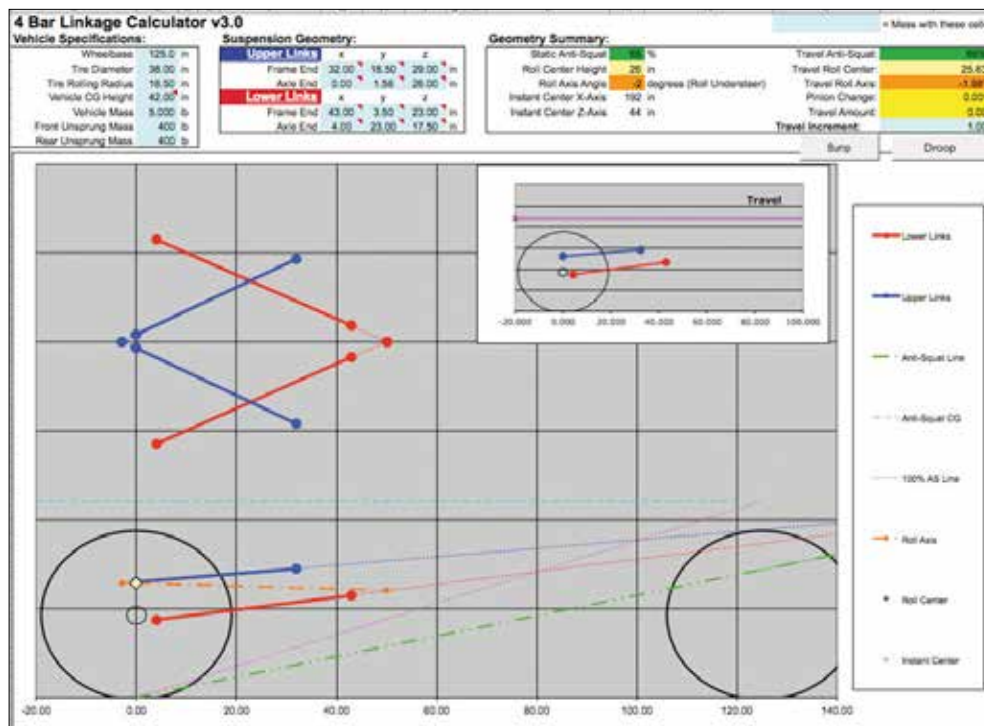 4 Bar Linkage Calculator v3.0
= Mess with these cells
Vehicle Specifications:
Wheelbase 125.0 in
Tire Diameter 38.00 in
Tire Rolling Radius 18.50 in
Vehicle CG Height 42.00 in
Vehicle Mass 5,000 lb
Front Unsprung Mass 400 lb
Rear Unsprung Mass 400 lb
Suspension Geometry:
Upper Links x y z
Frame End 32.00 18.50 29.00 in
Axle End 0.00 1.56 26.00 in
Lower Links x y z
Frame End 43.00 3.50 23.00 in
Axle End 4.00 23.00 17.50 in
Geometry Summary:
Static Anti-Squat %
Roll Center Height 26 in
Roll Axis Angle -2 degrees (Roll Understeer)
Instant Center X-Axis 192 in
Instant Center Z-Axis 44 in
Travel Anti-Squat:
Travel Roll Center: 25.83
Travel Roll Axis:
Pinion Change: 0.00
Travel Amount: 0.00
Travel Increment: 1.00
Bump
Droop
Travel
-20.000 0.000 20.000 40.000 60.000 80.000 100.000
Lower Links
Upper Links
Anti-Squat Line
Anti-Squat CG
100% AS Line
Roll Axis
Roll Center
Instant Center
-20.00 0.00 20.00 40.00 60.00 80.00 100.00 120.00 140.00